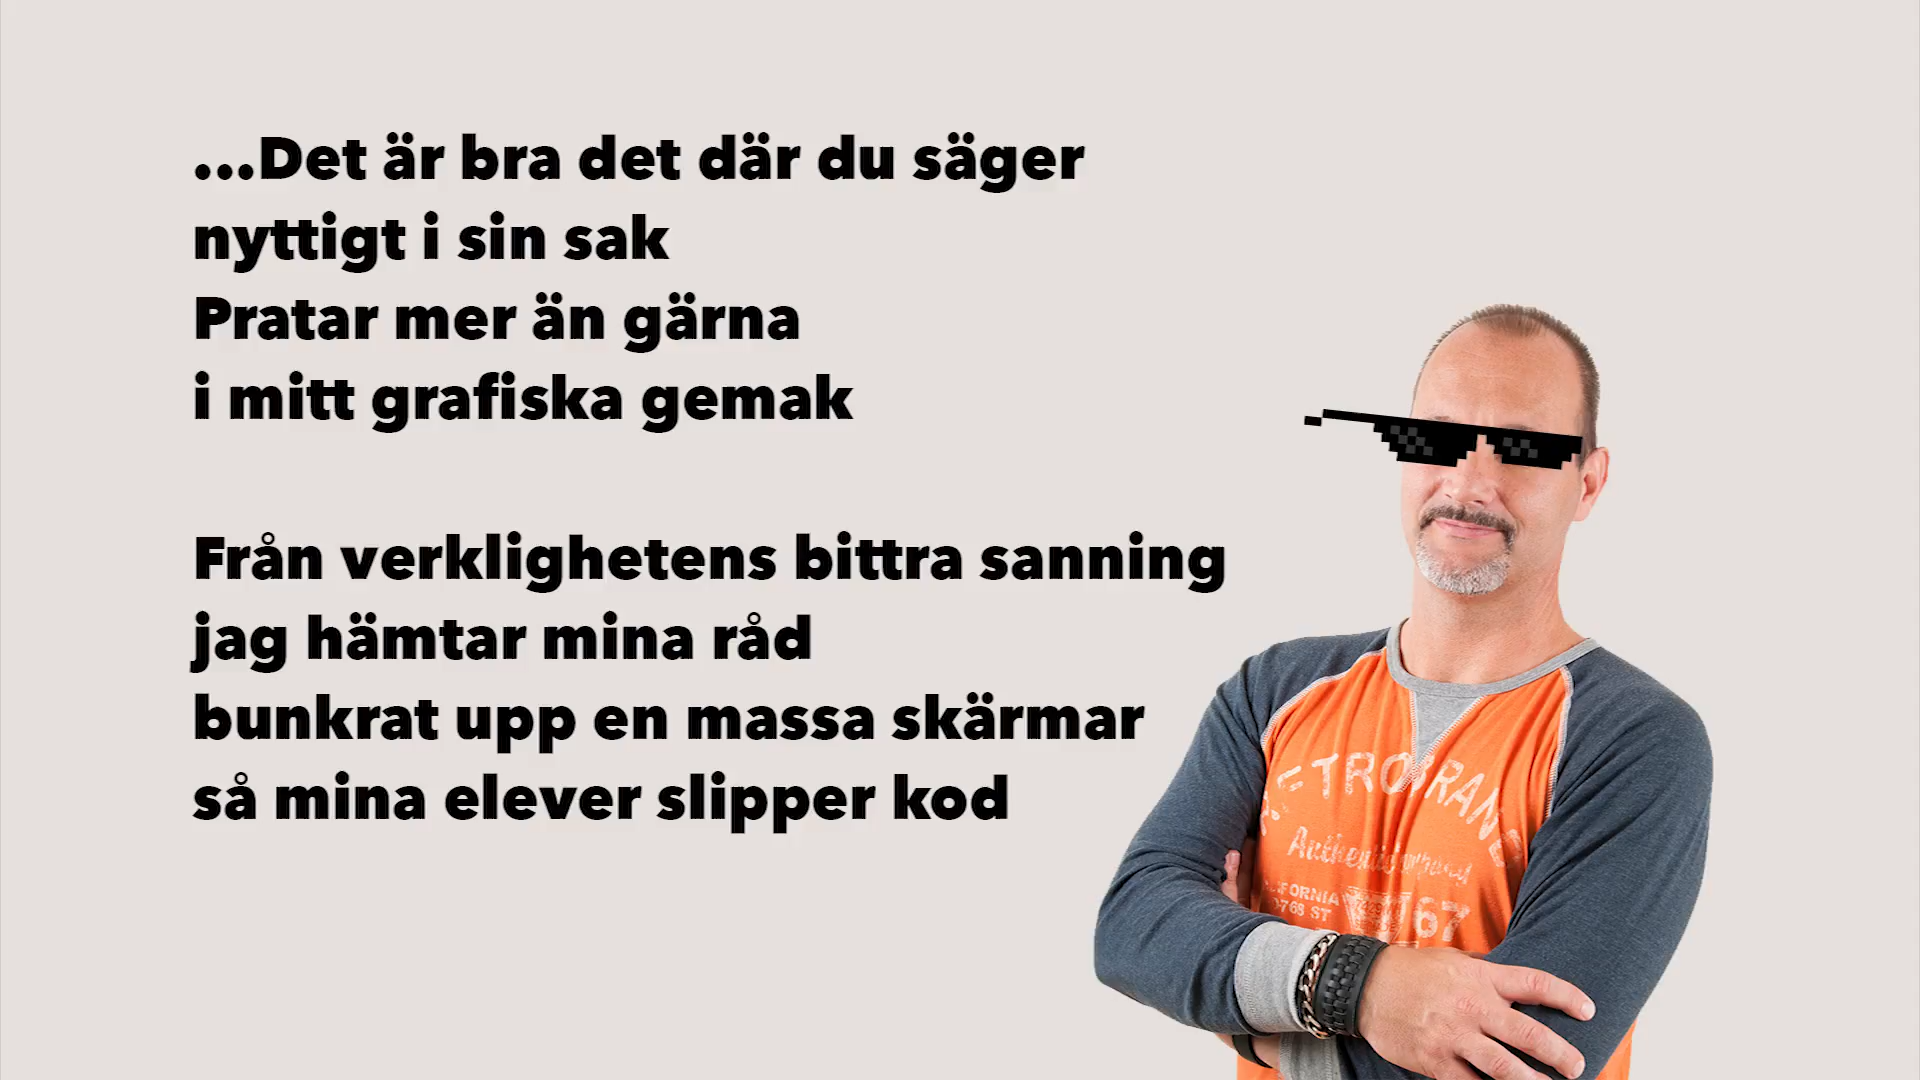 ...Det är bra det där du säger
nyttigt i sin sak
Pratar mer än gärna
i mitt grafiska gemak
Från verklighetens bittra sanning
jag hämtar mina råd
bunkrat upp en massa skärmar
så mina elever slipper kod
67